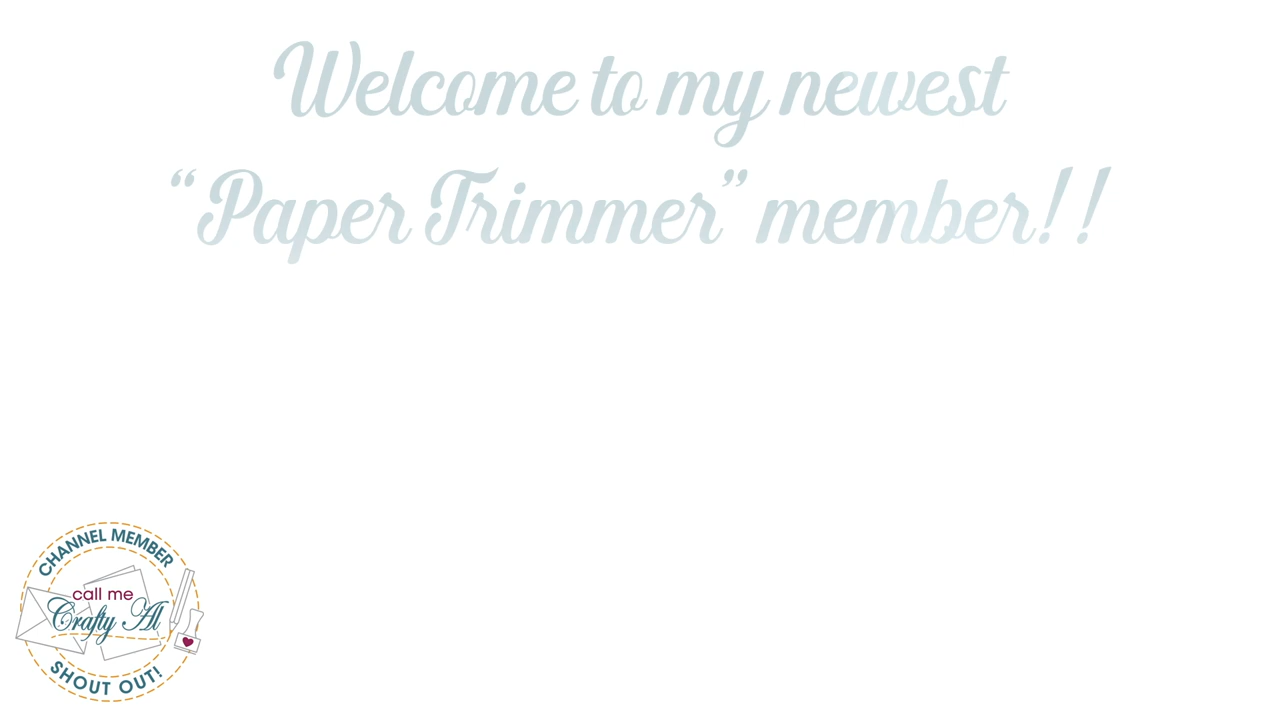 Welcome to my newest
“Paper Trimmer” member!!
CHANNEL MEMBER
call me
Crafty Al
SHOUT OUT!